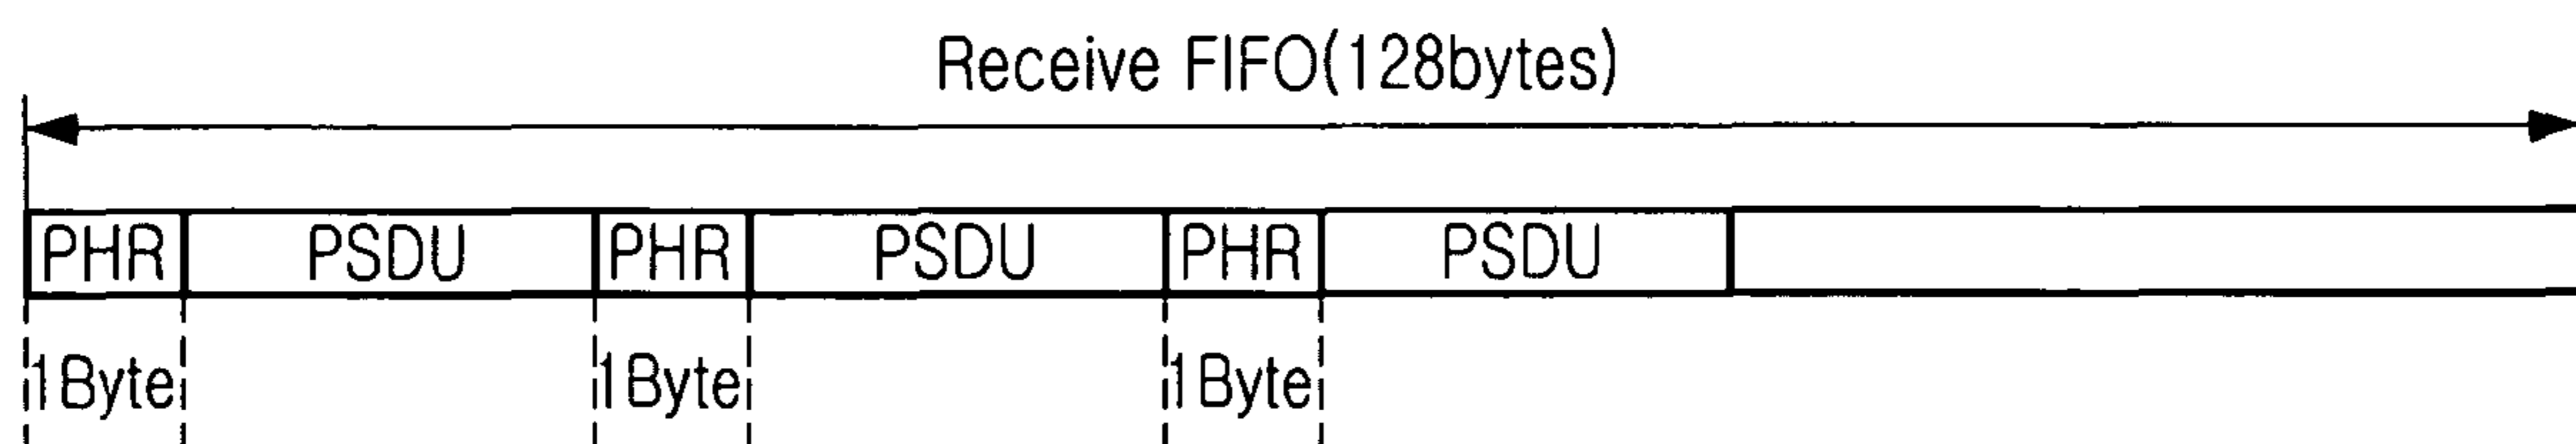 Receive FIFO(128bytes)
PHR PSDU PHR PSDU PHR PSDU
1Byte 1Byte 1Byte